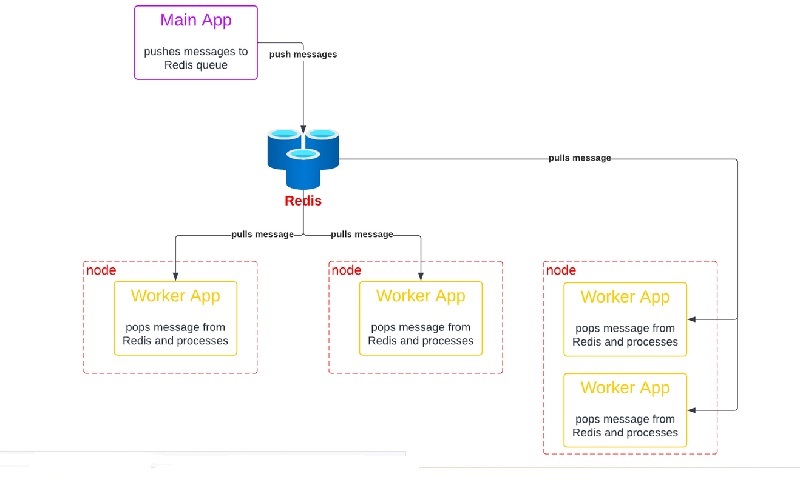 Main App
pushes messages to
Redis queue
push messages
pulls message
Redis
pulls message
pulls message
node
Worker App
pops message from
Redis and processes
node
Worker App
pops message from
Redis and processes
node
Worker App
pops message from
Redis and processes
Worker App
pops message from
Redis and processes